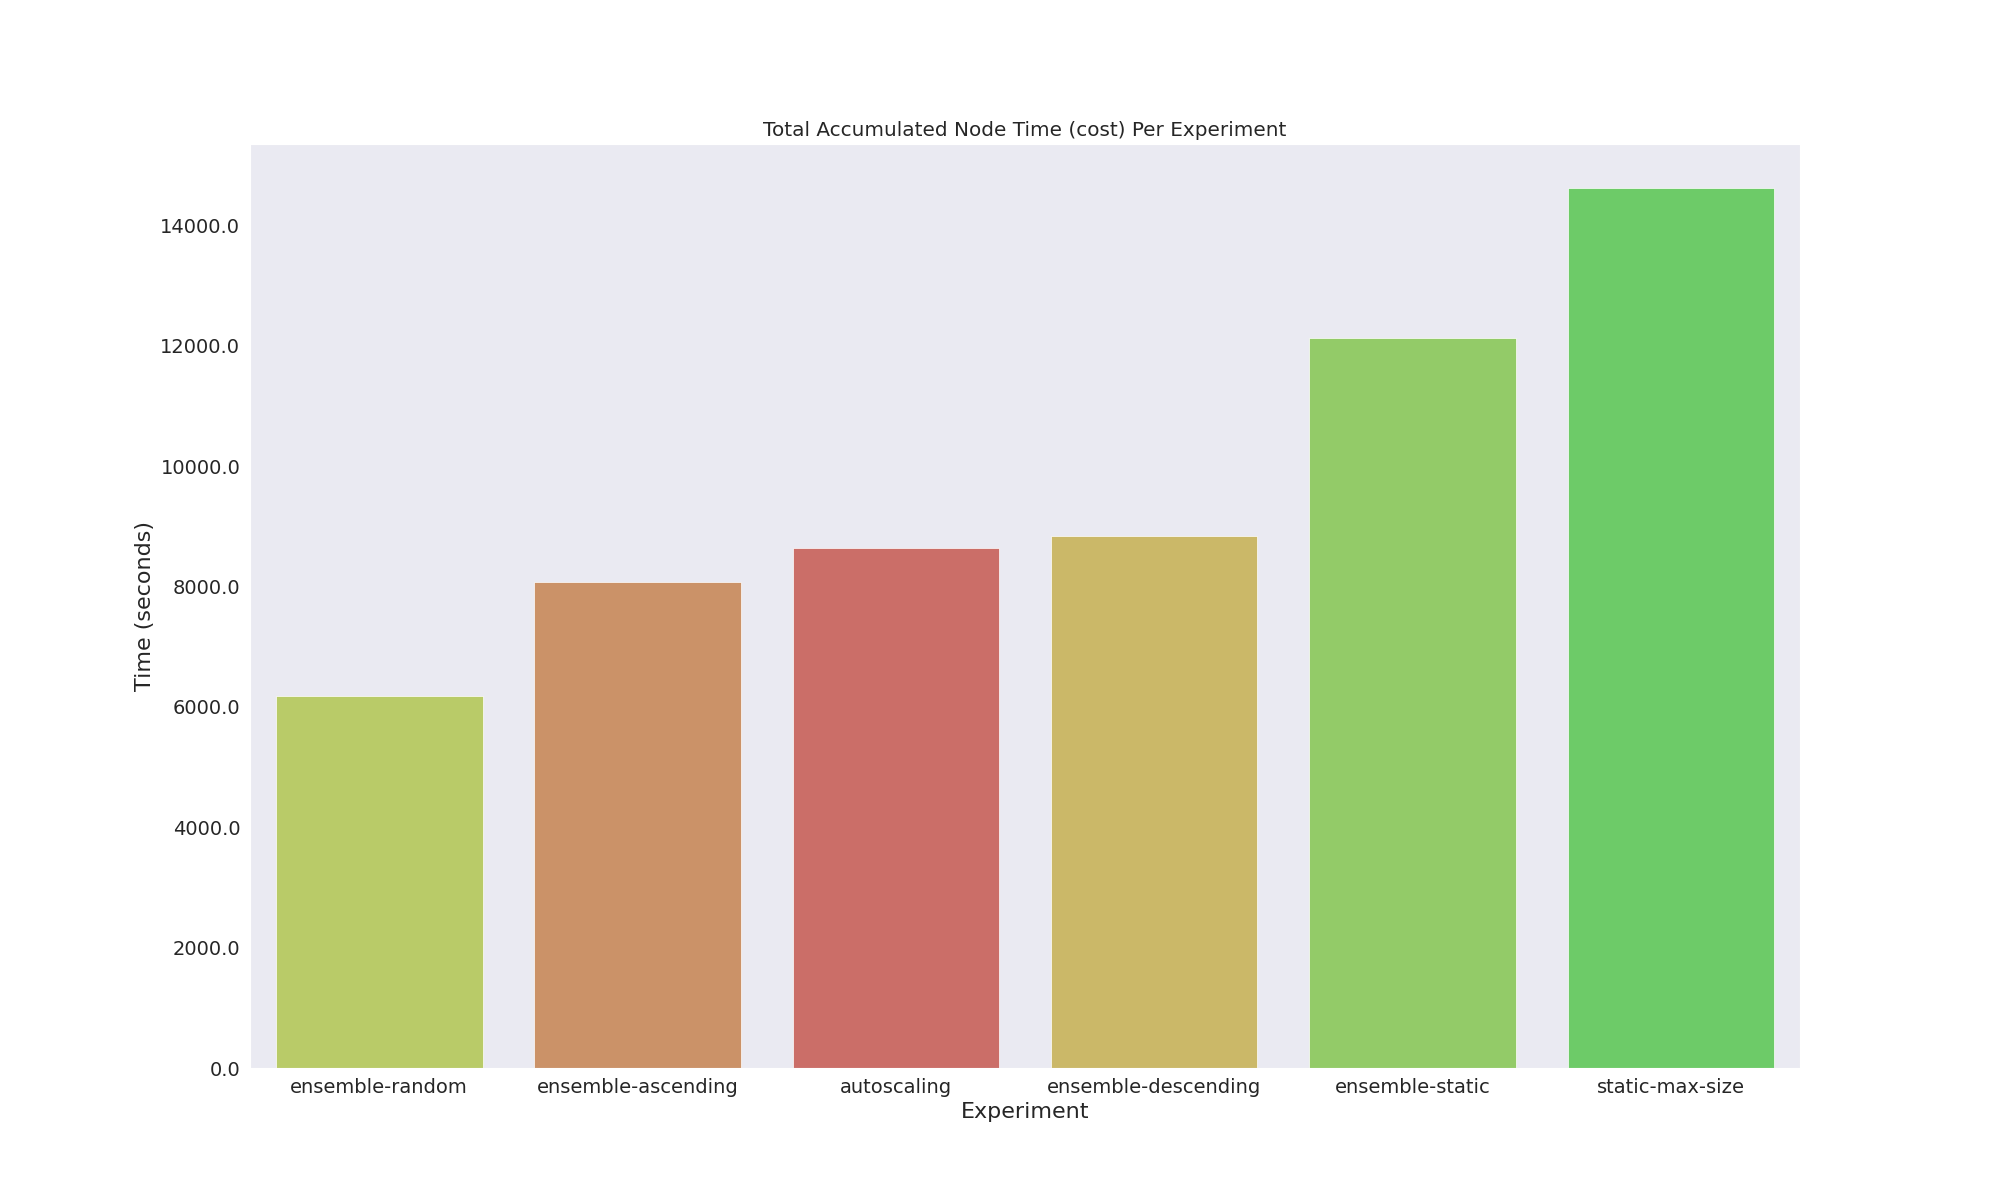 Total Accumulated Node Time (cost) Per Experiment
Time (seconds)
14000.0
12000.0
10000.0
8000.0
6000.0
4000.0
2000.0
0.0
ensemble-random ensemble-ascending autoscaling ensemble-descending ensemble-static static-max-size
Experiment